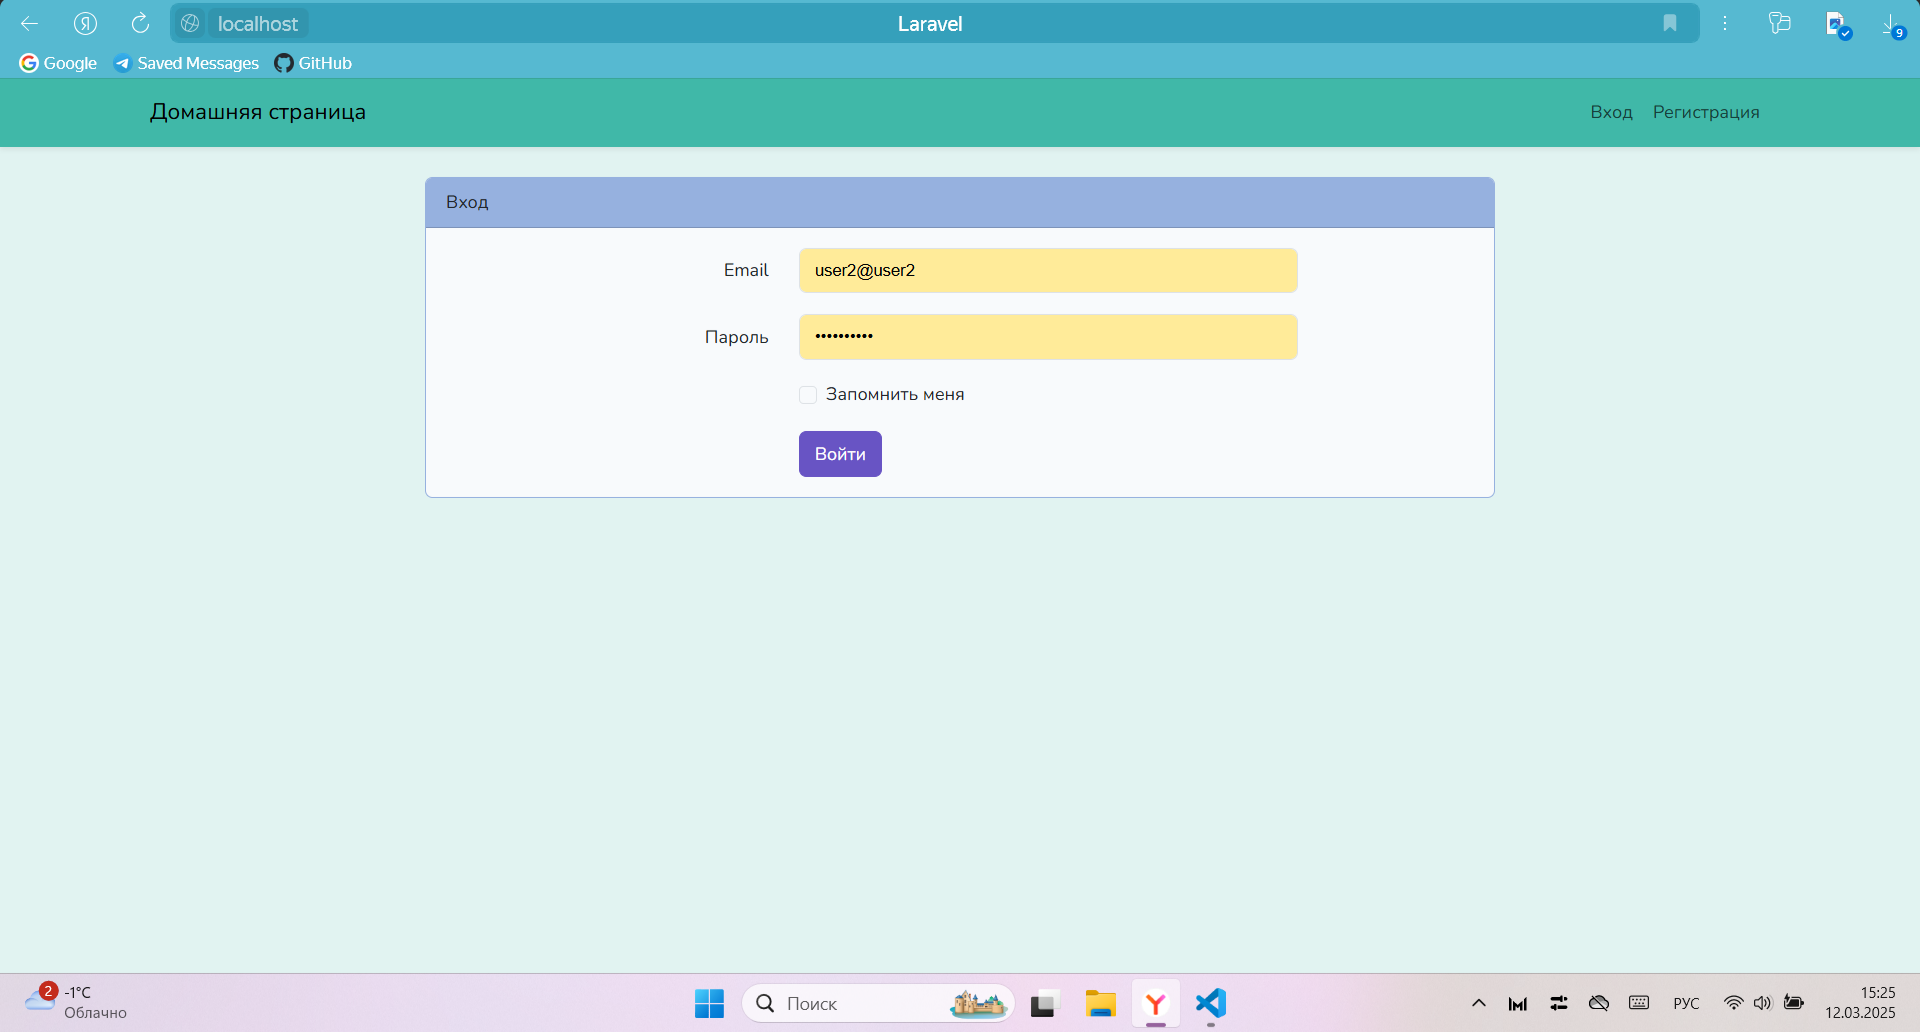 Я localhost Laravel 9
Google Saved Messages GitHub
Домашняя страница Вход Регистрация
Вход
Email user2@user2
Пароль ••••••••••
Запомнить меня
Войти
2 -1°C
Облачно
Поиск
РУС
15:25
12.03.2025